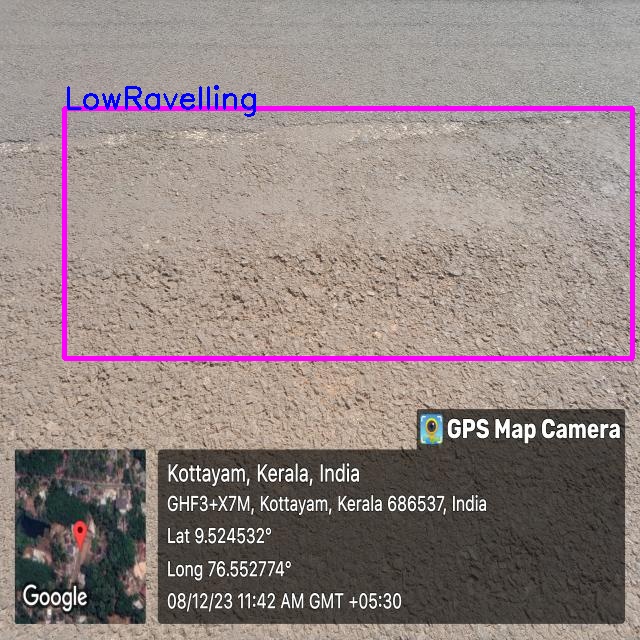 LowRavelling
GPS Map Camera
Kottayam, Kerala, India
GHF3+X7M, Kottayam, Kerala 686537, India
Lat 9.524532°
Long 76.552774°
08/12/23 11:42 AM GMT +05:30
Google